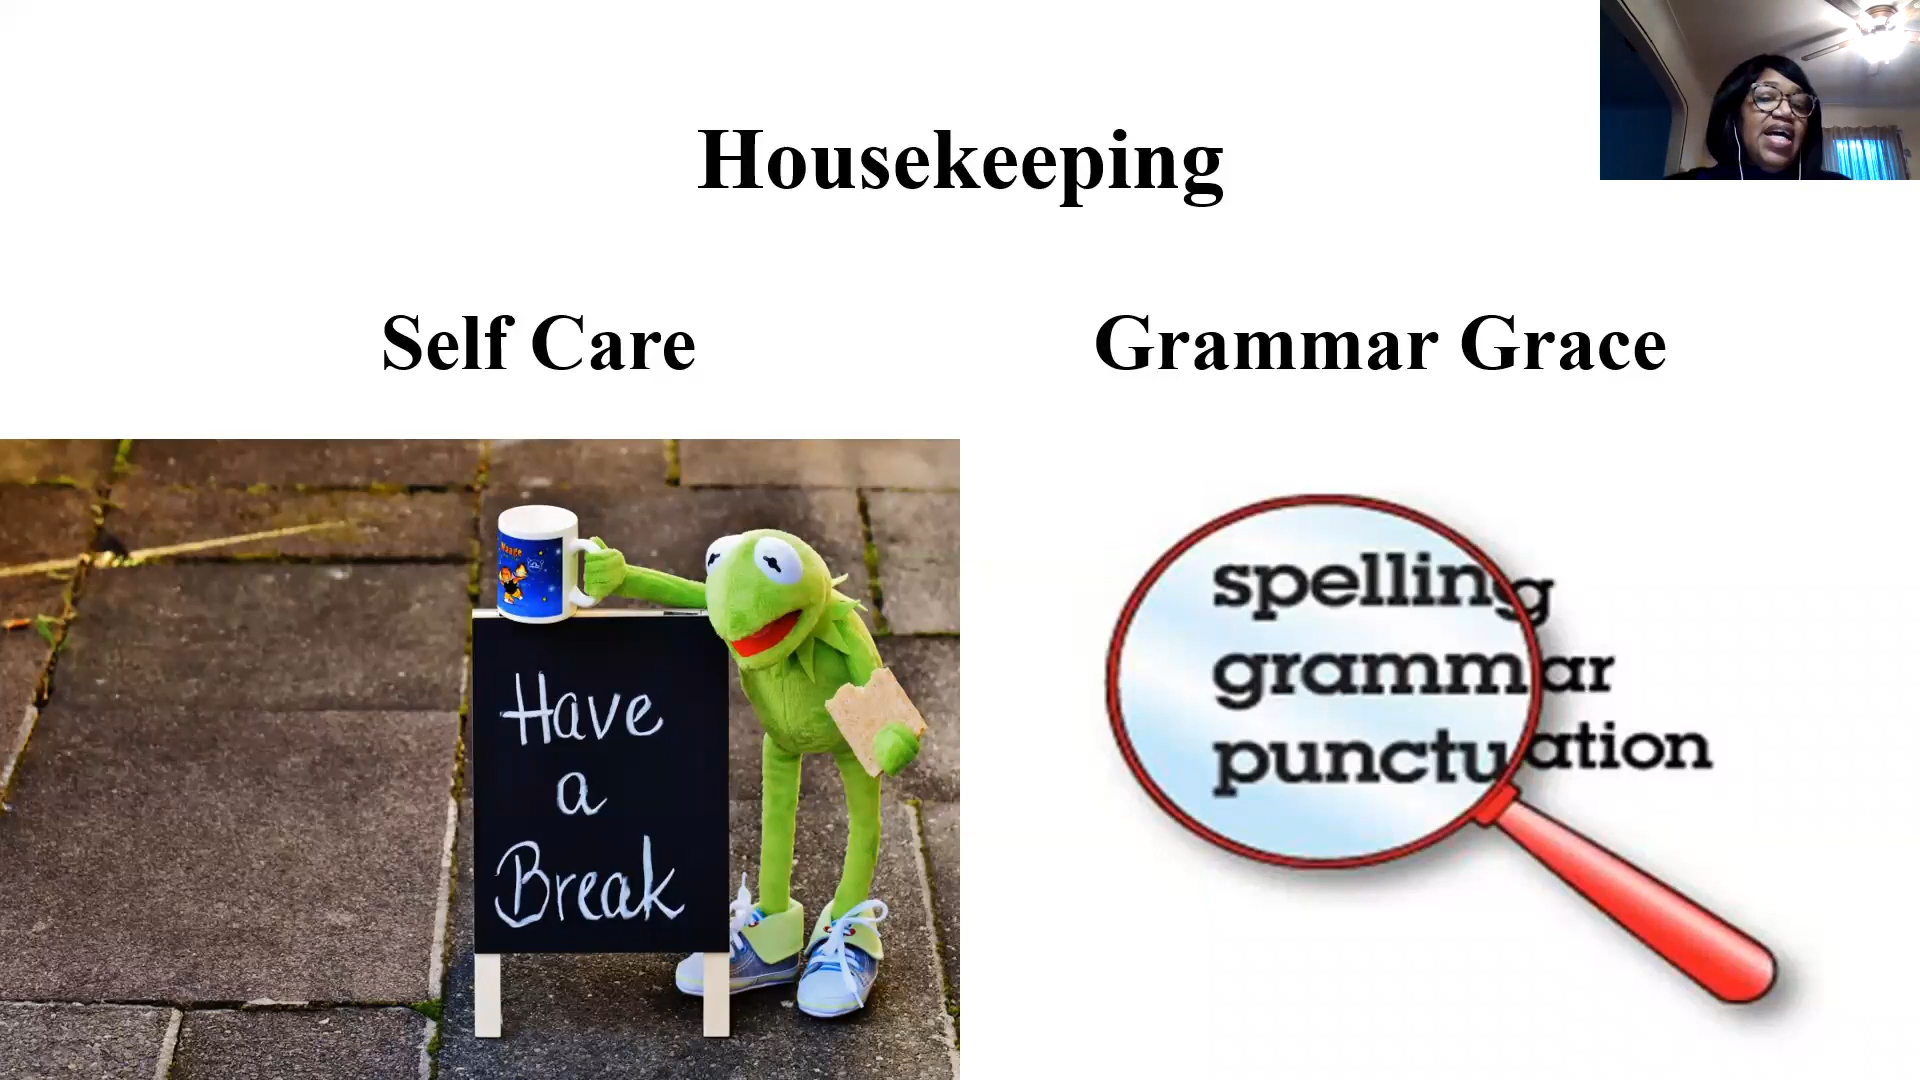 Housekeeping
Self Care
Grammar Grace
Have
a
Break
spelling
grammar
punctuation